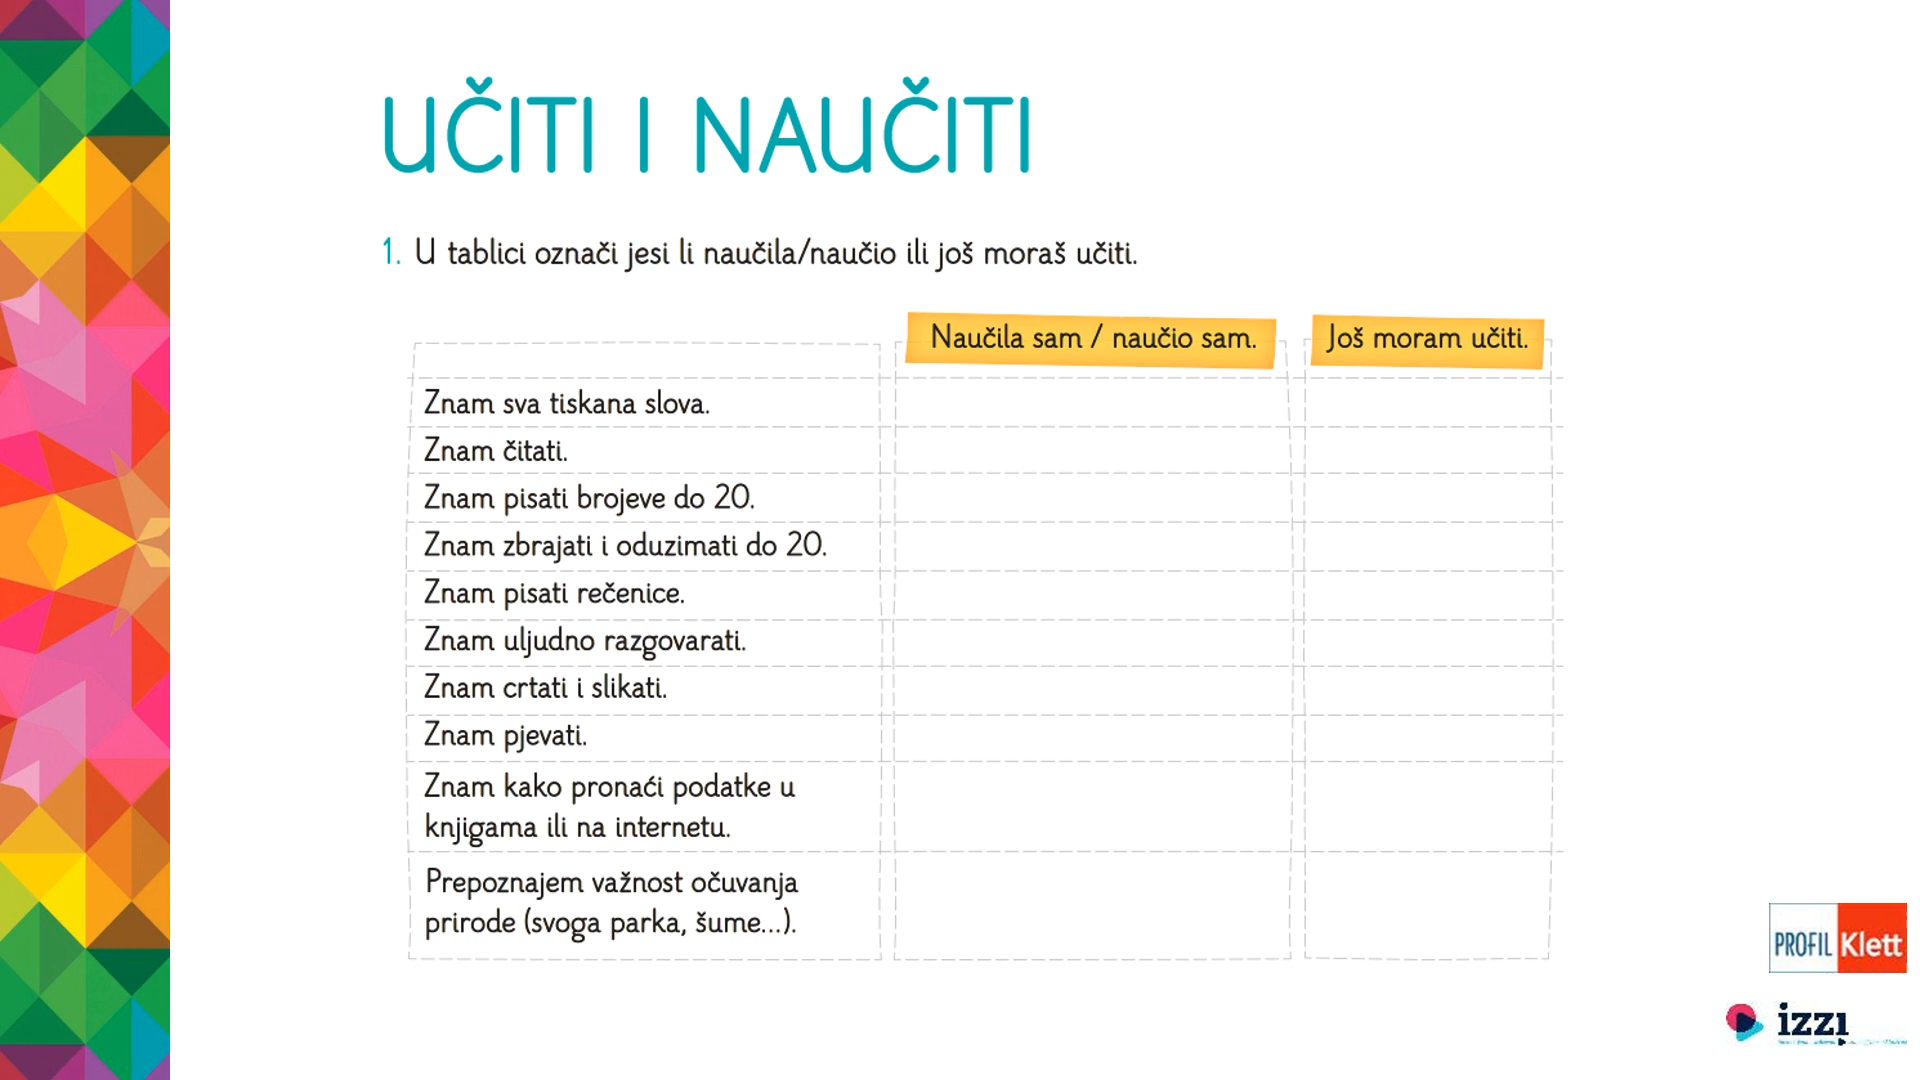 UČITI I NAUČITI
1. U tablici označi jesi li naučila/naučio ili još moraš učiti.
Naučila sam / naučio sam. Još moram učiti.
Znam sva tiskana slova.
Znam čitati.
Znam pisati brojeve do 20.
Znam zbrajati i oduzimati do 20.
Znam pisati rečenice.
Znam uljudno razgovarati.
Znam crtati i slikati.
Znam pjevati.
Znam kako pronaći podatke u
knjigama ili na internetu.
Prepoznajem važnost očuvanja
prirode (svoga parka, šume...).
PROFIL Klett
izzi